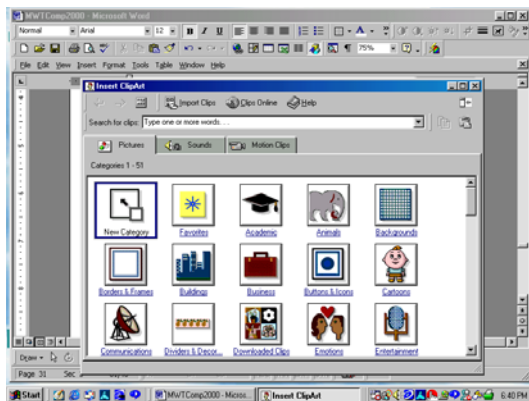 MWTComp2000 - Microsoft Word
Normal Arial 12 B I U
75%
File Edit View Insert Format Tools Table Window Help
Insert ClipArt
Import Clips Clips Online Help
Search for clips: Type one or more words. . .
Pictures Sounds Motion Clips
Categories 1 - 51
New Category Favorites Academic Animals Backgrounds
Borders & Frames Buildings Business Buttons & Icons Cartoons
Communications Dividers & Decor... Downloaded Clips Emotions Entertainment
Draw
Page 31 Sec
Start MWTComp2000 - Micros... Insert ClipArt 6:40 PM